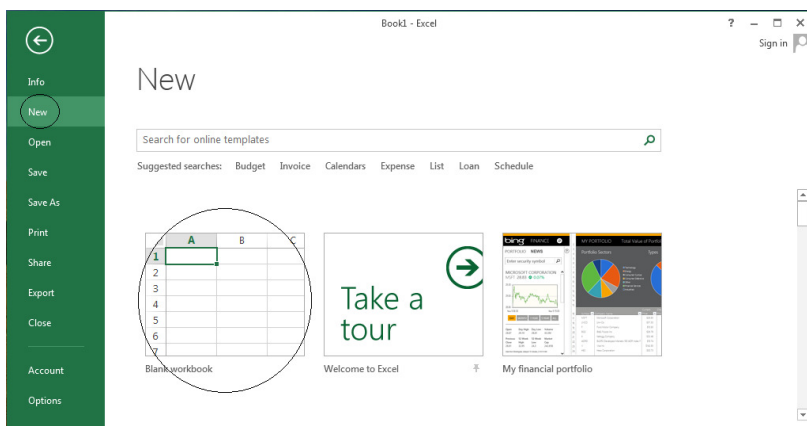 Book1 - Excel
?
Sign in
Info
New
Open
Save
Save As
Print
Share
Export
Close
Account
Options
New
Search for online templates
Suggested searches: Budget Invoice Calendars Expense List Loan Schedule
A B C
1
2
3
4
5
6
7
Blank workbook
Take a
tour
Welcome to Excel
bing FINANCE
PORTFOLIO NEWS
Enter security symbol
MICROSOFT CORPORATION
MY PORTFOLIO Total Value of Portfol
Portfolio Sectors Types
My financial portfolio